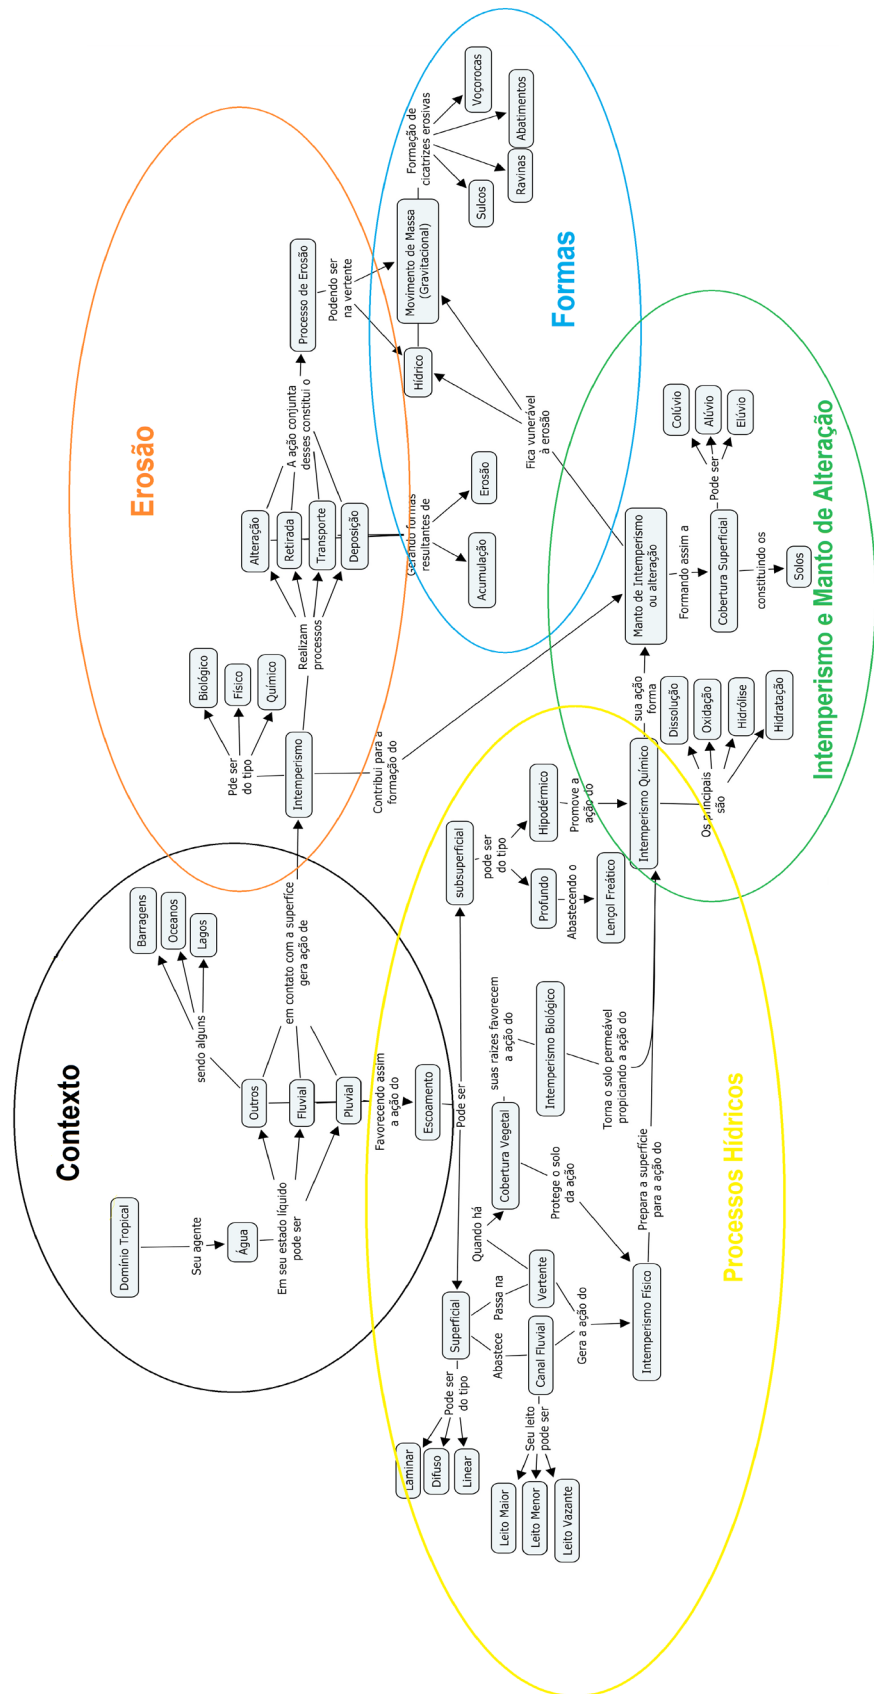 Contexto
Domínio Tropical
Seu agente
Água
Em seu estado líquido
pode ser
Outros
Fluvial
Pluvial
sendo alguns
Barragens
Oceanos
Lagos
em contato com a superfíce
gera ação de
Favorecendo assim
a ação do
Escoamento
Erosão
Intemperismo
Pde ser
do tipo
Biológico
Físico
Químico
Realizam
processos
Alteração
Retirada
Transporte
Deposição
A ação conjunta
desses constitui o
Processo de Erosão
Podendo ser
na vertente
Contribui para a
formação do
Gerando formas
resultantes de
Acumulação
Erosão
Formas
Hídrico
Movimento de Massa
(Gravitacional)
Formação de
cicatrizes erosivas
Sulcos
Ravinas
Abatimentos
Voçorocas
Fica vunerável
à erosão
Processos Hídricos
Pode ser
Superficial
subsuperficial
Pode ser
do tipo
Laminar
Difuso
Linear
Abastece
Passa na
Quando há
Canal Fluvial
Vertente
Cobertura Vegetal
Seu leito
pode ser
Leito Maior
Leito Menor
Leito Vazante
Gera a ação do
Protege o solo
da ação
Intemperismo Físico
suas raizes favorecem
a ação do
Intemperismo Biológico
Torna o solo permeável
propiciando a ação do
Prepara a superfície
para a ação do
pode ser
do tipo
Profundo
Hipodérmico
Abastecendo o
Lençol Freático
Promove a
ação do
Intemperismo Químico
Os principais
são
Dissolução
Oxidação
Hidrólise
Hidratação
sua ação
forma
Intemperismo e Manto de Alteração
Manto de Intemperismo
ou alteração
Formando assim a
Cobertura Superficial
Pode ser
Colúvio
Alúvio
Elúvio
constituindo os
Solos